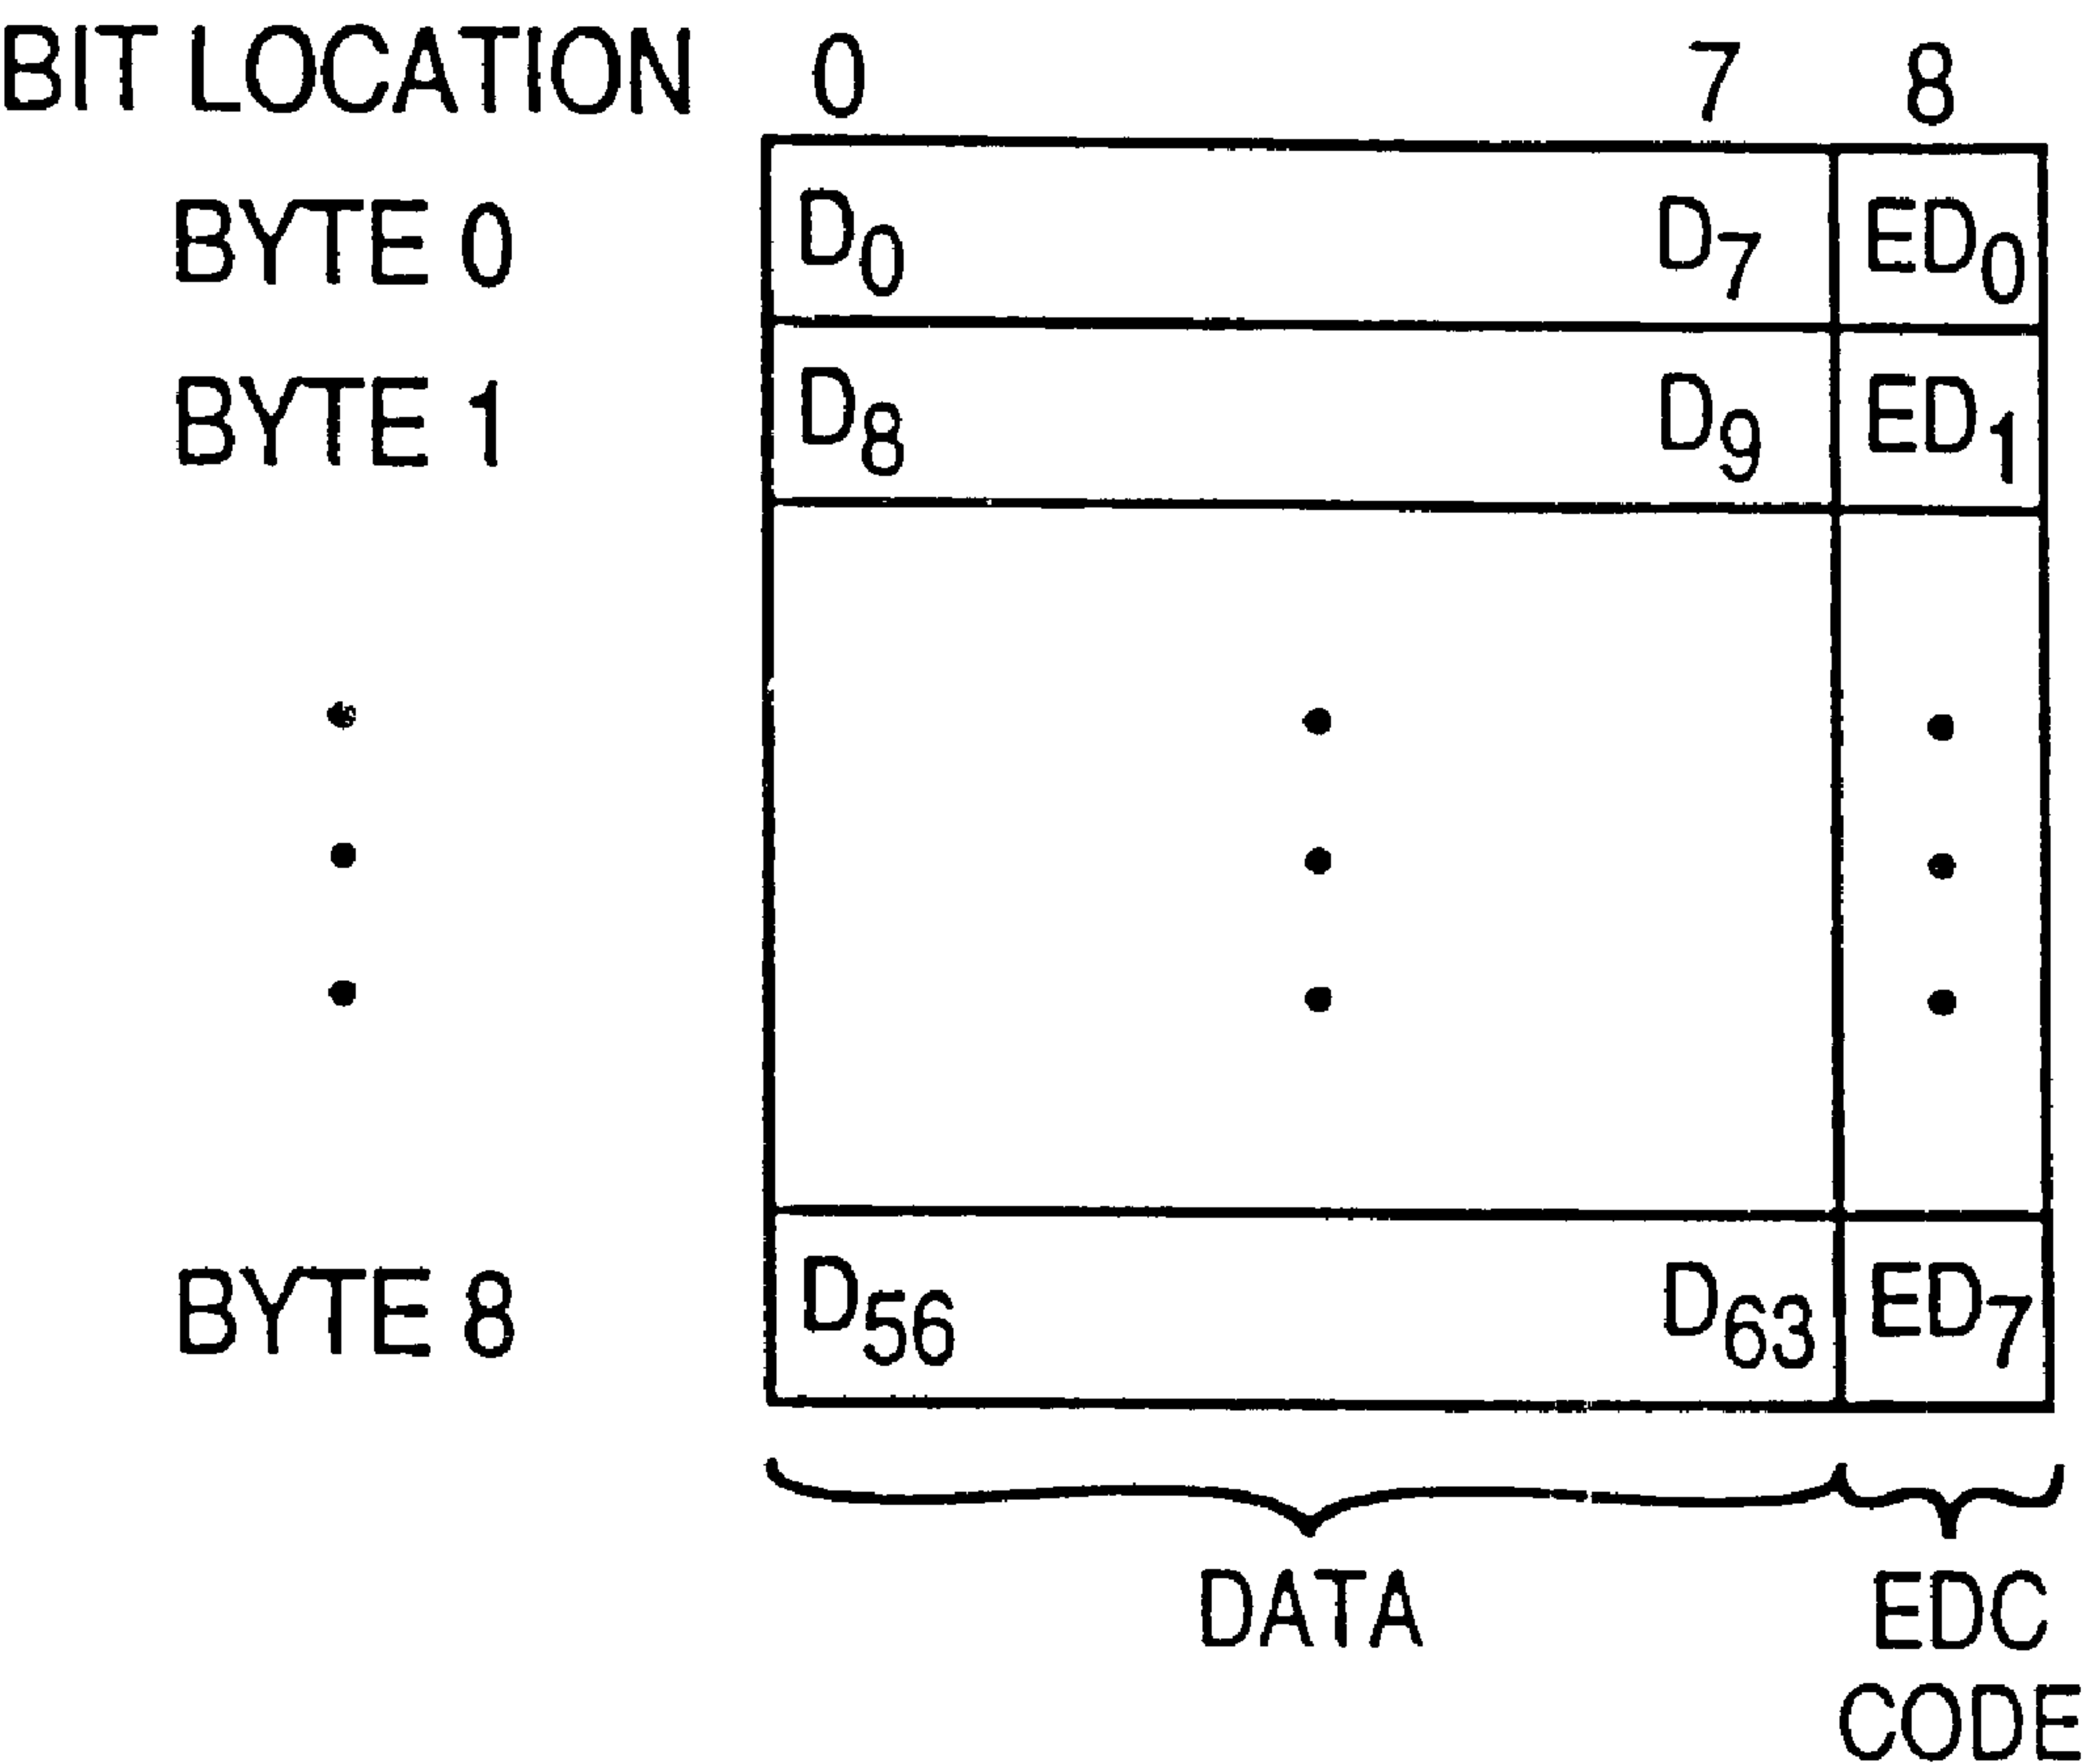 BIT LOCATION 0 7 8
BYTE 0 D0 D7 ED0
BYTE 1 D8 D9 ED1
BYTE 8 D56 D63 ED7
DATA EDC
CODE